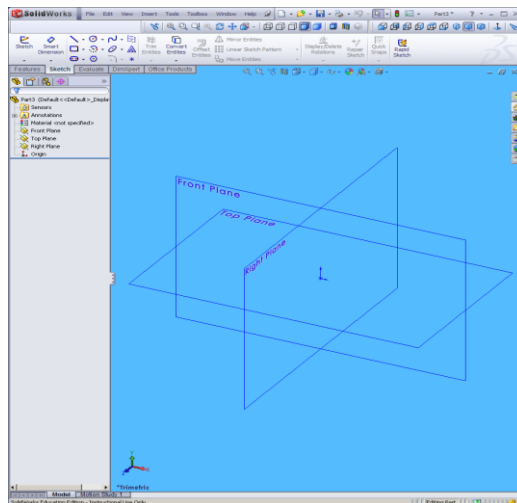 SolidWorks File Edit View Insert Tools Toolbox Window Help Part3 *
Sketch Smart Dimension Trim Entities Convert Entities Offset Entities Mirror Entities Linear Sketch Pattern Move Entities Display/Delete Relations Repair Sketch Quick Snaps Rapid Sketch
Features Sketch Evaluate DimXpert Office Products
Part3 (Default<<Default>_Displa
Sensors
Annotations
Material <not specified>
Front Plane
Top Plane
Right Plane
Origin
Front Plane
Top Plane
Right Plane
*Trimetric
Model Motion Study 1
SolidWorks Education Edition - Instructional Use Only
Editing Part